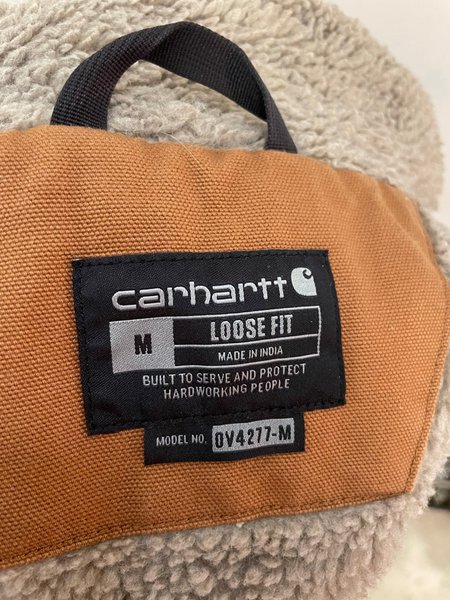 carhartt
M LOOSE FIT
MADE IN INDIA
BUILT TO SERVE AND PROTECT
HARDWORKING PEOPLE
MODEL NO. OV4277-M